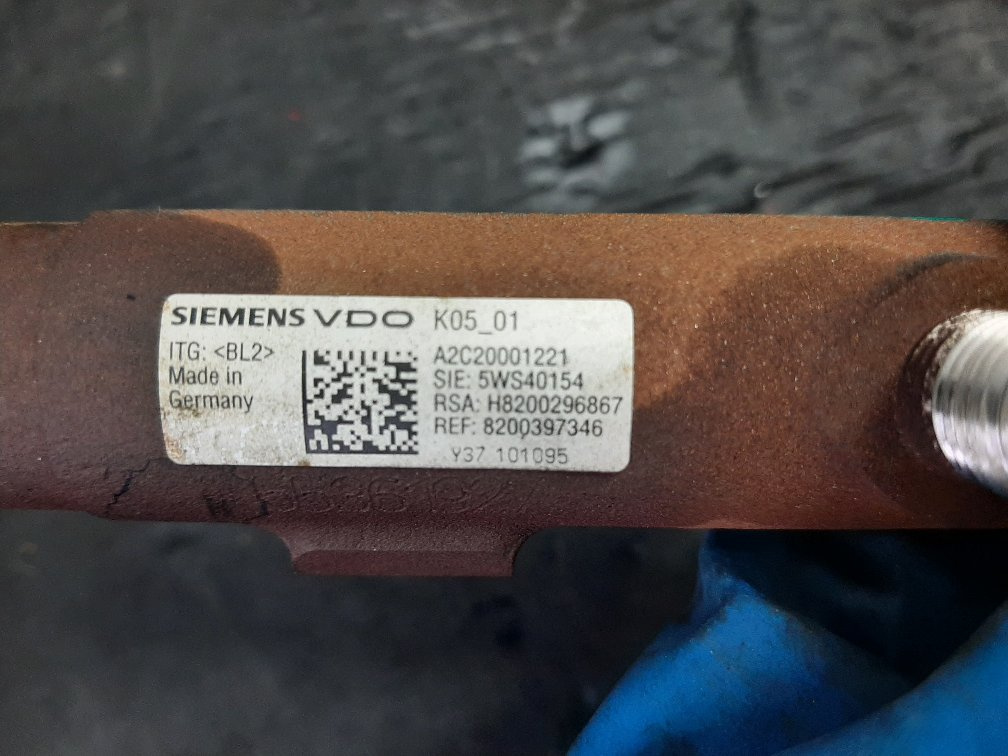 SIEMENS VDO K05_01
ITG: <BL2>
Made in
Germany
A2C20001221
SIE: 5WS40154
RSA: H8200296867
REF: 8200397346
Y37 101095